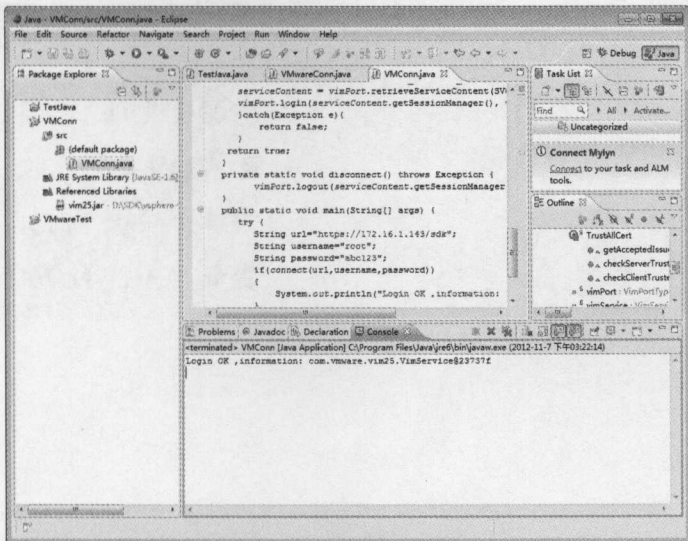 Java - VMConn/src/VMConn.java - Eclipse
File Edit Source Refactor Navigate Search Project Run Window Help
Debug Java
Package Explorer
TestJava
VMConn
src
(default package)
VMConn.java
JRE System Library [JavaSE-1.6]
Referenced Libraries
vim25.jar - D:\SDK\vsphere-
VMwareTest
TestJava.java VMwareConn.java VMConn.java
serviceContent = vimPort.retrieveServiceContent(SV
vimPort.login(serviceContent.getSessionManager(),
}catch(Exception e){
return false;
}
return true;
}
private static void disconnect() throws Exception {
vimPort.logout(serviceContent.getSessionManager
}
public static void main(String[] args) {
try {
String url="https://172.16.1.143/sdk";
String username="root";
String password="abc123";
if(connect(url,username,password))
{
System.out.println("Login OK ,information:
}
Task List
Find All Activate...
Uncategorized
Connect Mylyn
Connect to your task and ALM
tools.
Outline
TrustAllCert
getAcceptedIssu
checkServerTrust
checkClientTruste
vimPort : VimPortTyp
Problems Javadoc Declaration Console
<terminated> VMConn [Java Application] C:\Program Files\Java\jre6\bin\javaw.exe (2012-11-7 下午03:22:14)
Login OK ,information: com.vmware.vim25.VimService@23737f